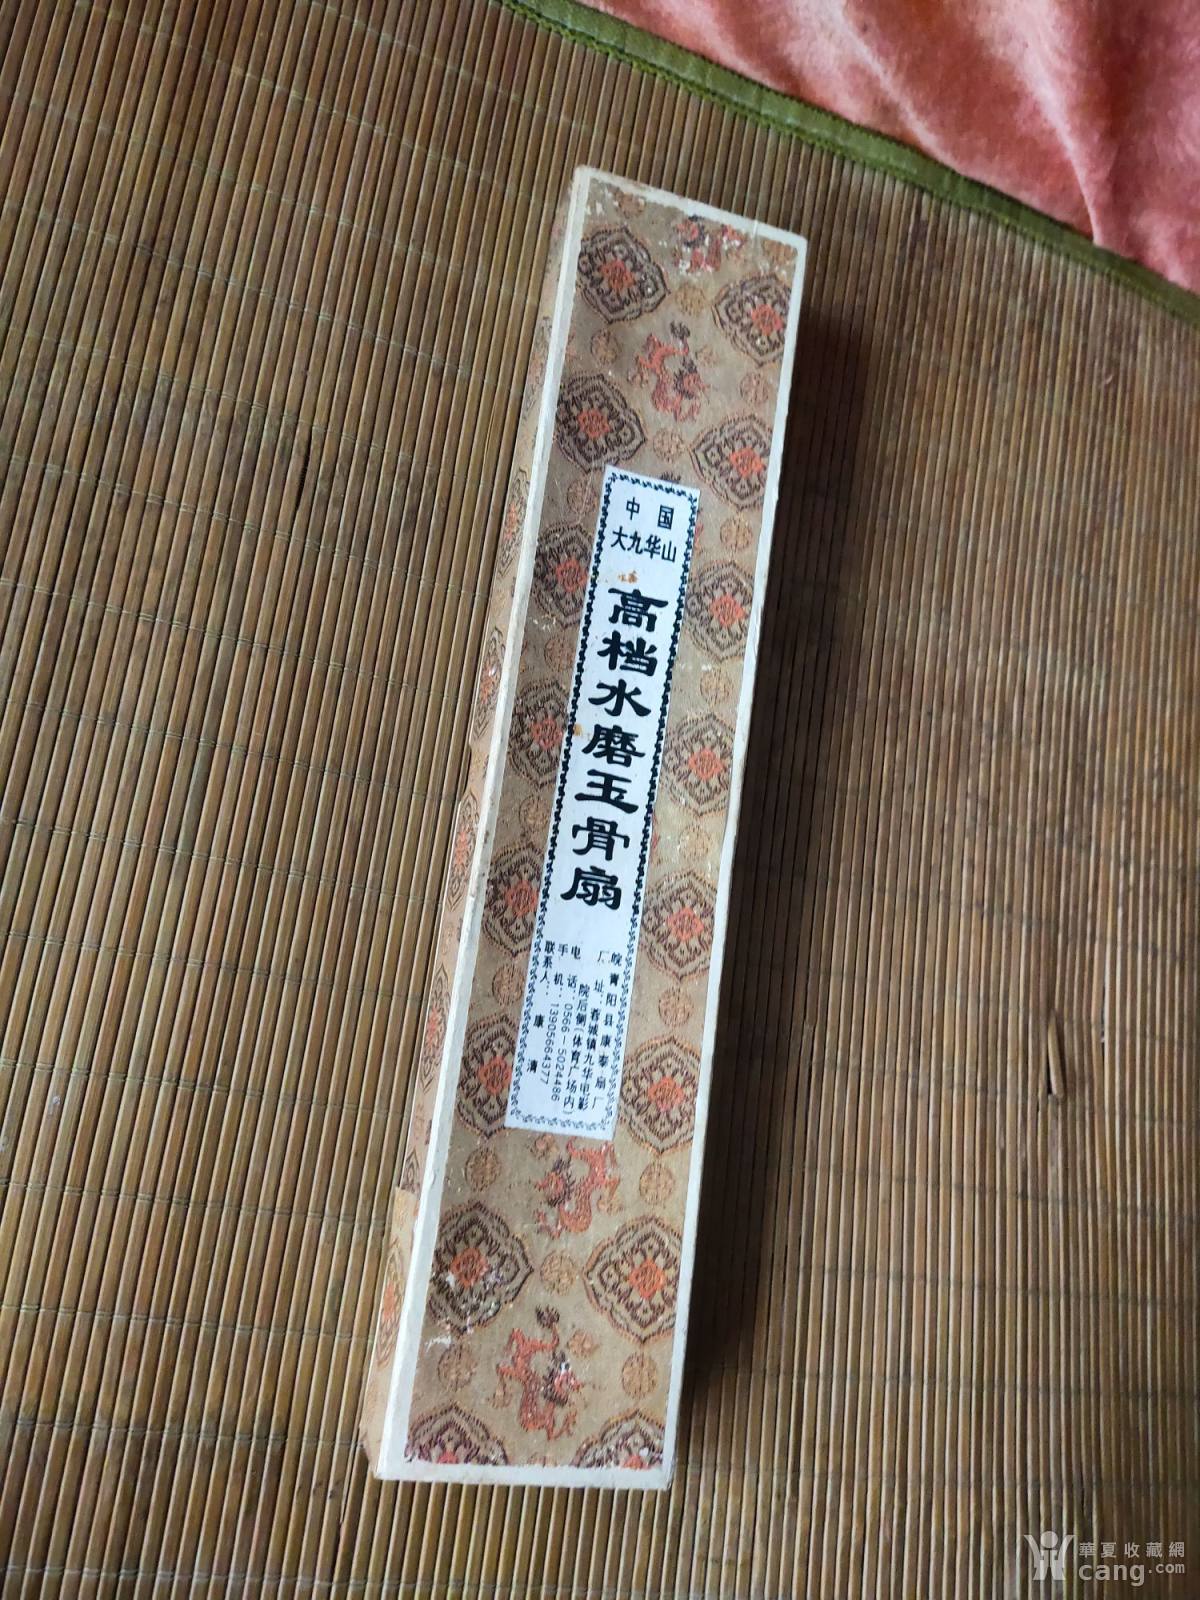 中国
大九华山
高档水磨玉骨扇
皖青阳县康泰扇厂
厂址：蓉城镇九华电影
院后侧(体育广场内)
电话：0566-5024486
手机：13905664377
联系人：康清
華夏收藏網
cang.com